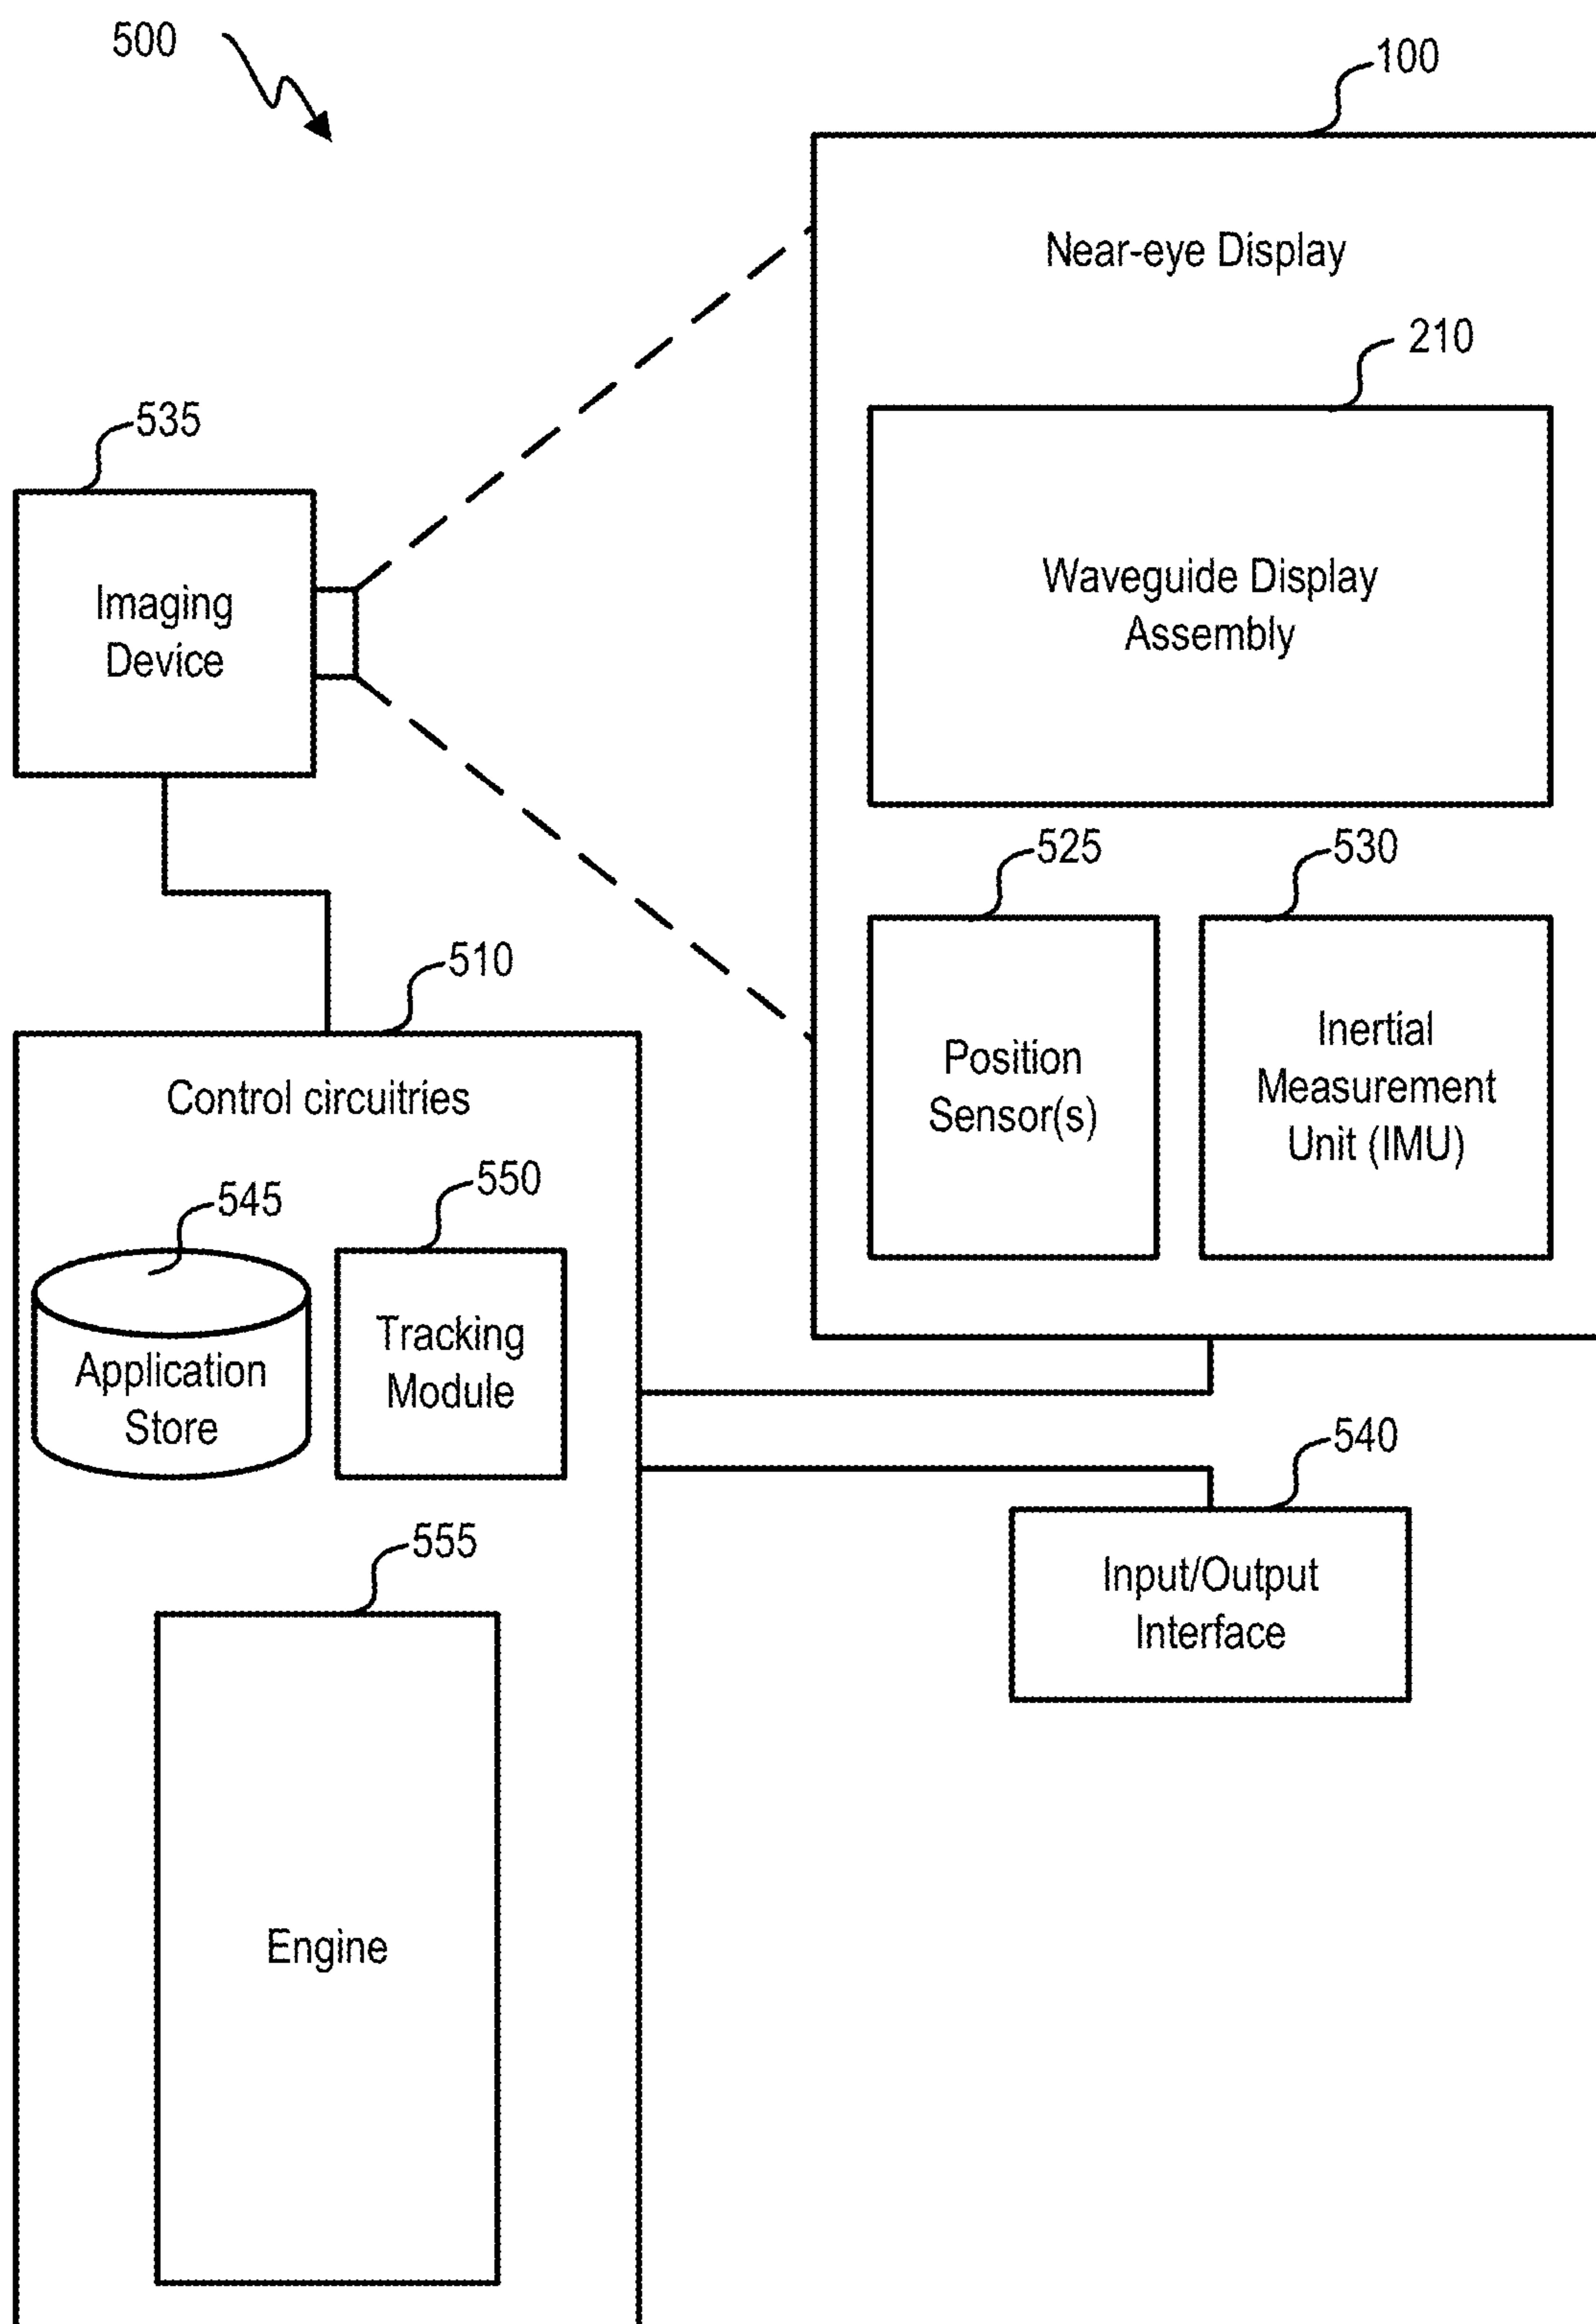 500
100
Near-eye Display
210
535
Waveguide Display
Assembly
Imaging
Device
525
530
510
Position
Sensor(s)
Inertial
Measurement
Unit (IMU)
Control circuitries
545
550
Application
Store
Tracking
Module
540
555
Input/Output
Interface
Engine